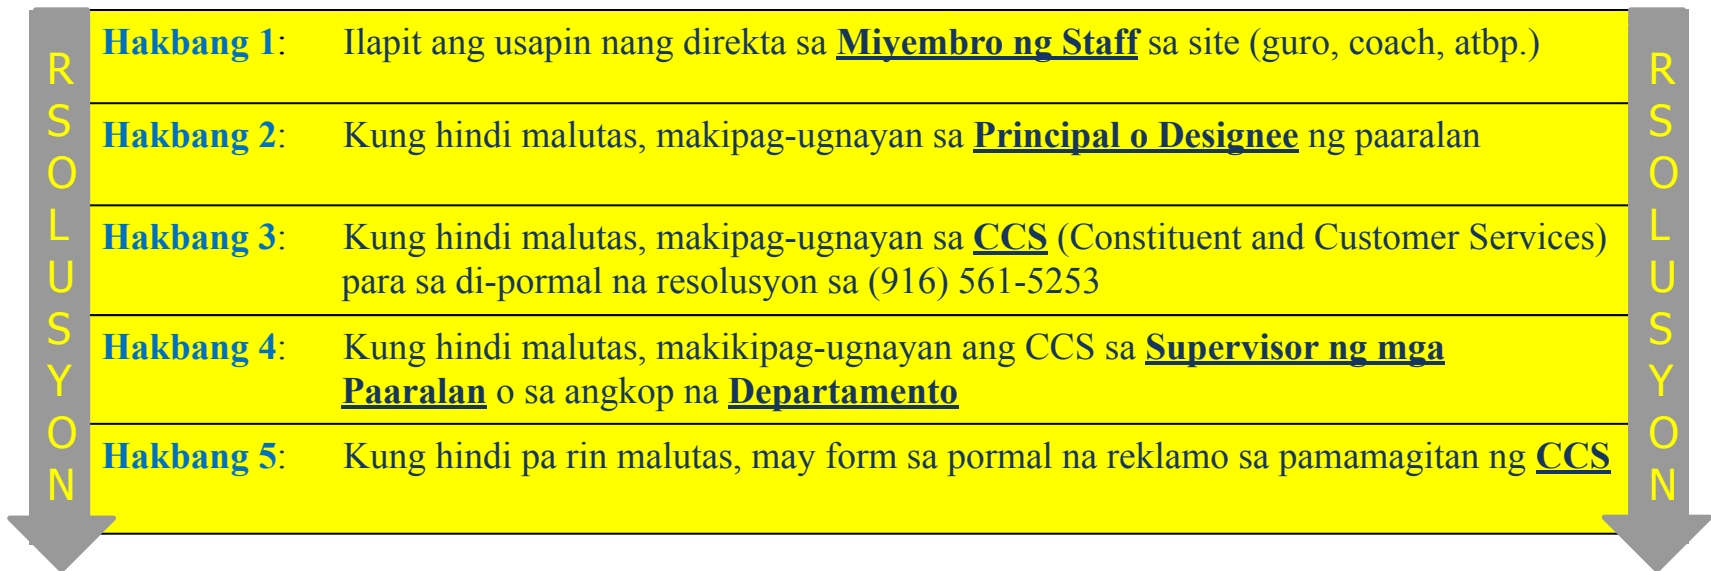 RSOLUSYON
Hakbang 1: Ilapit ang usapin nang direkta sa Miyembro ng Staff sa site (guro, coach, atbp.)
Hakbang 2: Kung hindi malutas, makipag-ugnayan sa Principal o Designee ng paaralan
Hakbang 3: Kung hindi malutas, makipag-ugnayan sa CCS (Constituent and Customer Services)
para sa di-pormal na resolusyon sa (916) 561-5253
Hakbang 4: Kung hindi malutas, makikipag-ugnayan ang CCS sa Supervisor ng mga
Paaralan o sa angkop na Departamento
Hakbang 5: Kung hindi pa rin malutas, may form sa pormal na reklamo sa pamamagitan ng CCS
RSOLUSYON